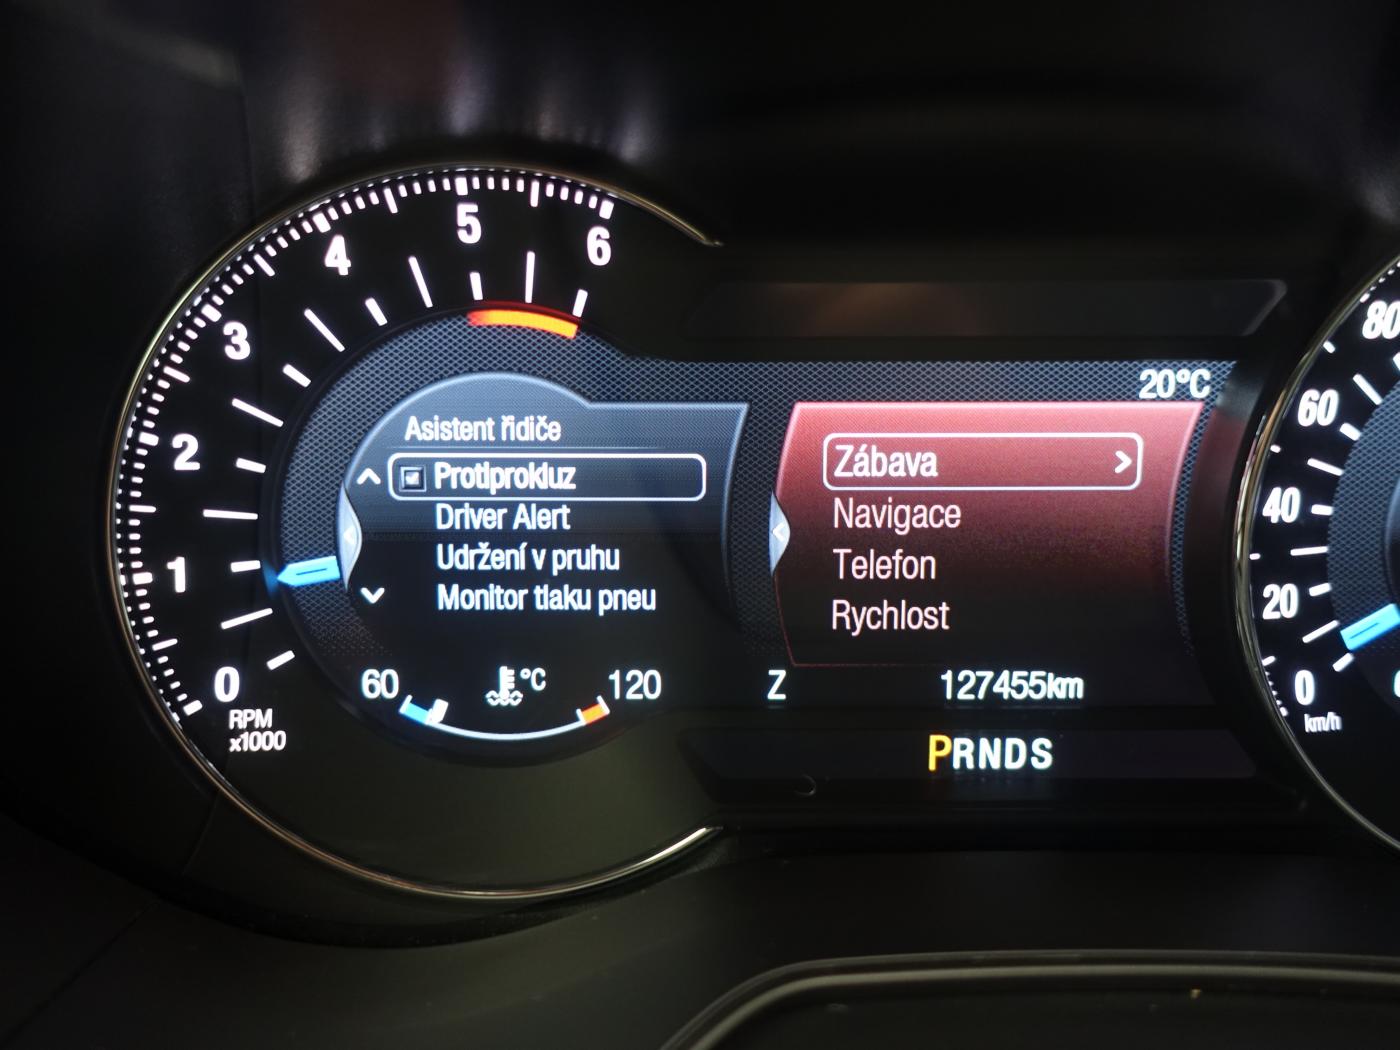 0
1
2
3
4
5
6
RPM
x1000
Asistent řidiče
Protiprokluz
Driver Alert
Udržení v pruhu
Monitor tlaku pneu
60
°C
120
20°C
Zábava
Navigace
Telefon
Rychlost
Z
127455km
PRNDS
80
60
40
20
0
km/h